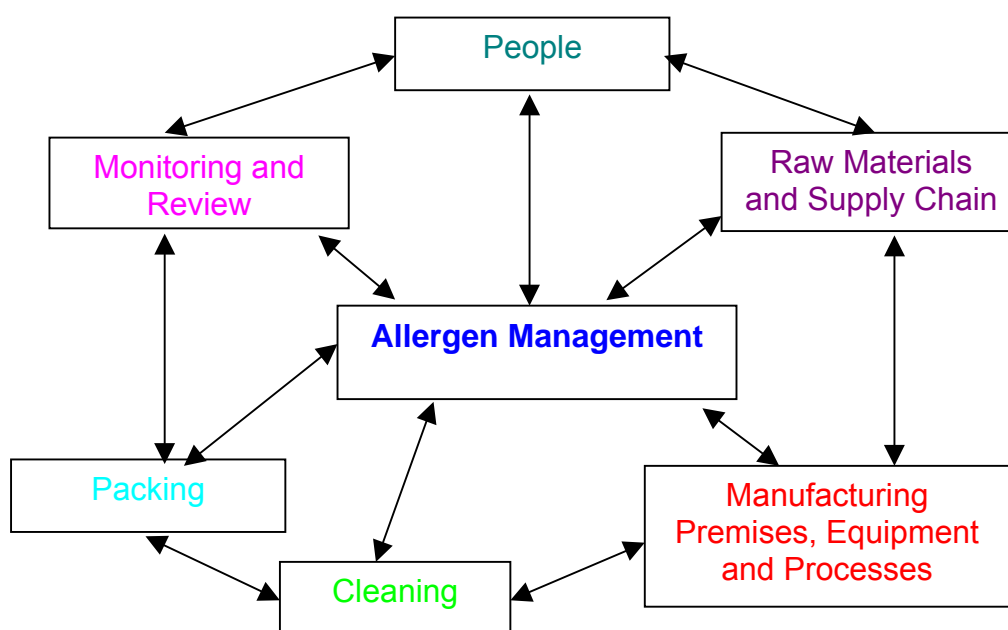 People
Monitoring and
Review
Raw Materials
and Supply Chain
Allergen Management
Packing
Manufacturing
Premises, Equipment
and Processes
Cleaning